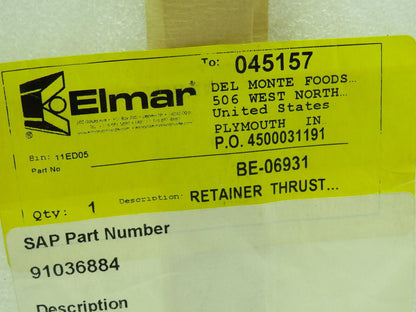 To: 045157
Elmar
DEL MONTE FOODS...
506 WEST NORTH...
United States
PLYMOUTH IN
P.O. 4500031191
Bin: 11ED05
Part No
BE-06931
Qty: 1
Description: RETAINER THRUST...
SAP Part Number
91036884
Description